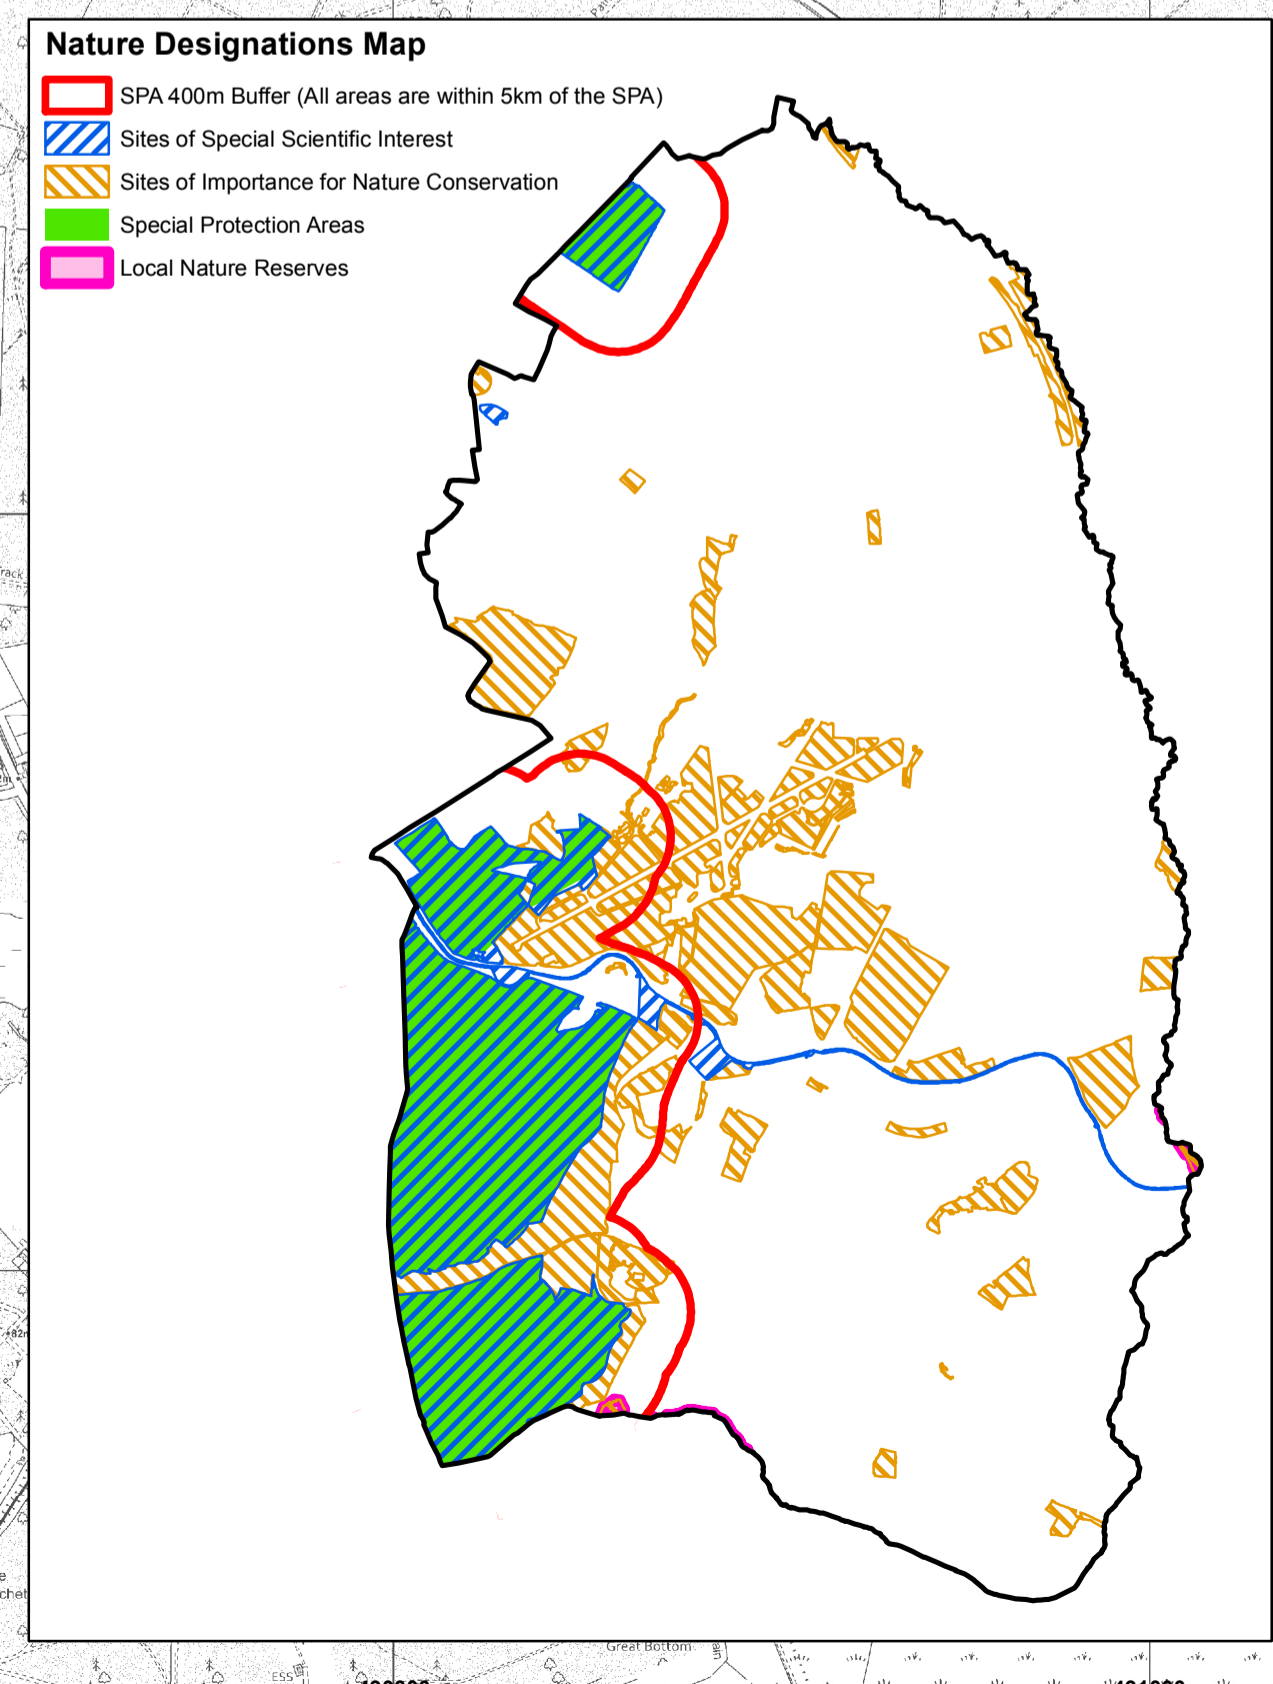 Nature Designations Map
SPA 400m Buffer (All areas are within 5km of the SPA)
Sites of Special Scientific Interest
Sites of Importance for Nature Conservation
Special Protection Areas
Local Nature Reserves
Great Bottom
ESS